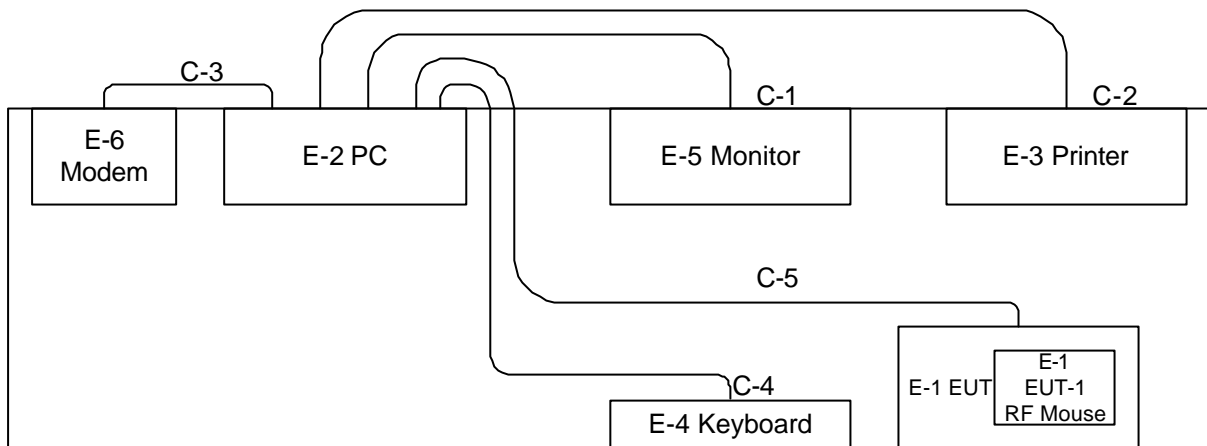 C-3
C-1
C-2
E-6
Modem
E-2 PC
E-5 Monitor
E-3 Printer
C-5
C-4
E-4 Keyboard
E-1 EUT
E-1
EUT-1
RF Mouse